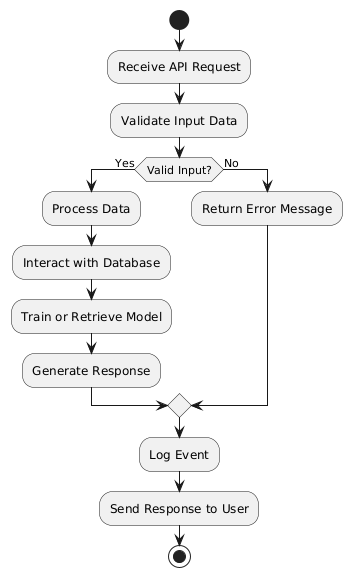 Receive API Request
Validate Input Data
Yes
Valid Input?
No
Process Data
Return Error Message
Interact with Database
Train or Retrieve Model
Generate Response
Log Event
Send Response to User